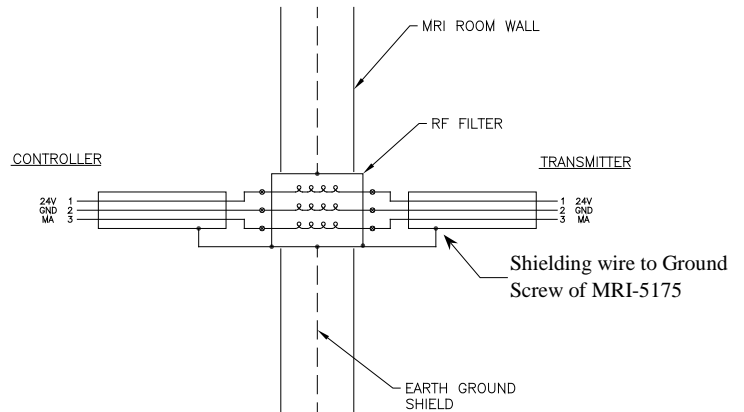 MRI ROOM WALL
RF FILTER
CONTROLLER
TRANSMITTER
24V 1
GND 2
MA 3
1 24V
2 GND
3 MA
Shielding wire to Ground
Screw of MRI-5175
EARTH GROUND
SHIELD